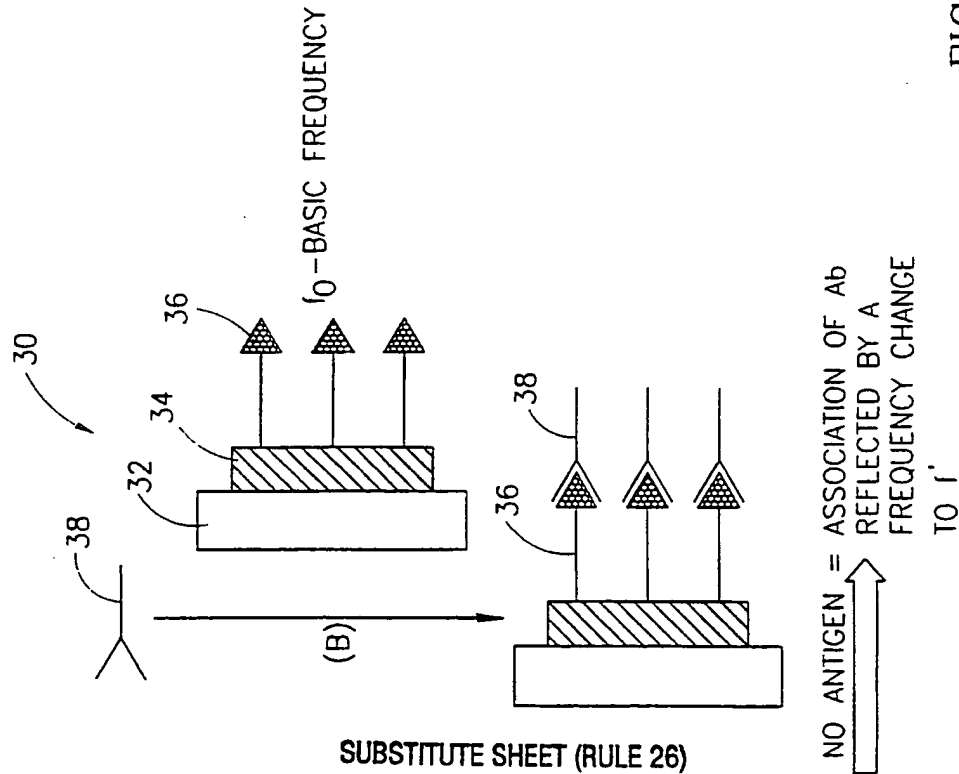 30
38
32
34
36
f0-BASIC FREQUENCY
(B)
36
38
NO ANTIGEN = ASSOCIATION OF Ab
REFLECTED BY A
FREQUENCY CHANGE
TO f'
SUBSTITUTE SHEET (RULE 26)